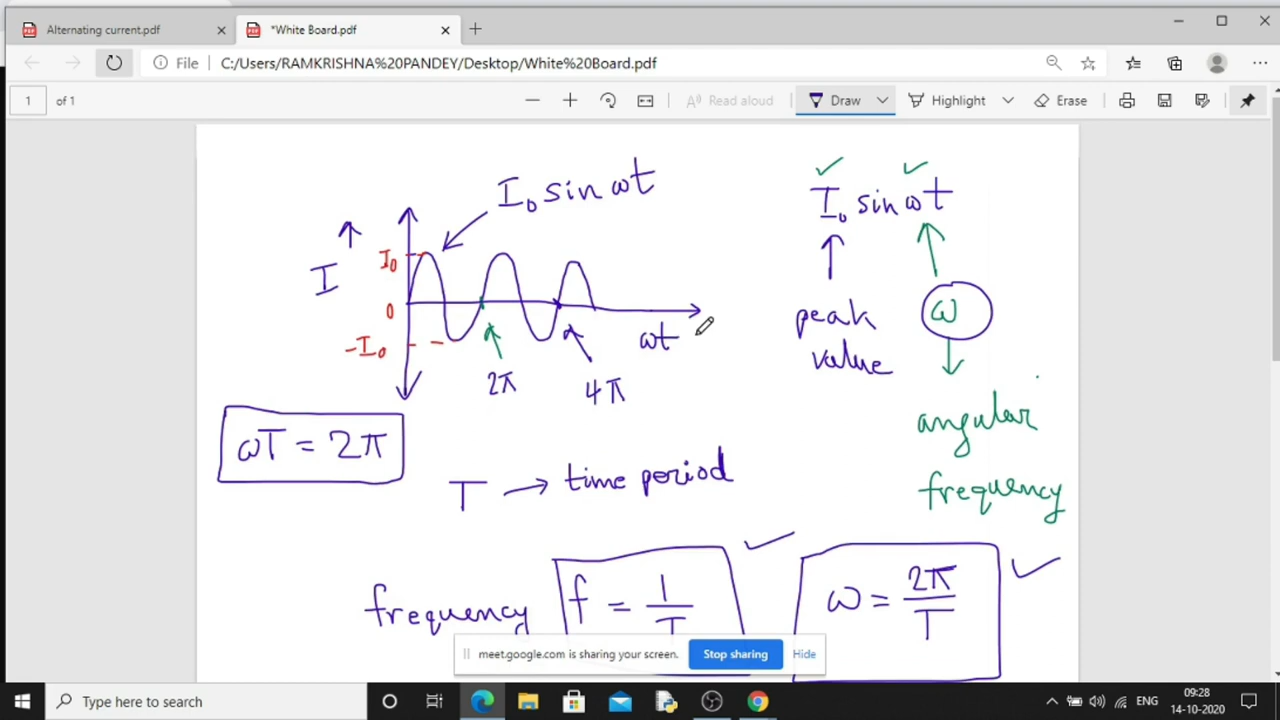 Alternating current.pdf
*White Board.pdf
File
C:/Users/RAMKRISHNA%20PANDEY/Desktop/White%20Board.pdf
1 of 1
Read aloud
Draw
Highlight
Erase
I₀ sin ωt
I₀ sin ωt
I
I₀
0
-I₀
ωt
2π
4π
peak
value
ω
angular
frequency
ωT = 2π
T → time period
frequency
f = 1/T
ω = 2π/T
meet.google.com is sharing your screen.
Stop sharing
Hide
Type here to search
ENG
09:28
14-10-2020